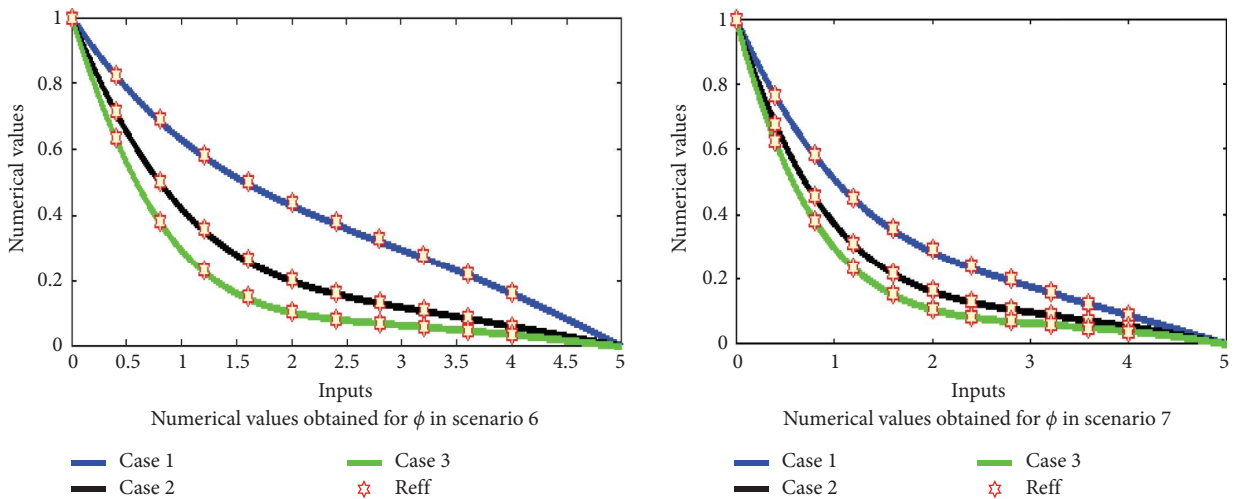 1
0.8
0.6
0.4
0.2
0
Numerical values
0 0.5 1 1.5 2 2.5 3 3.5 4 4.5 5
Inputs
Numerical values obtained for ϕ in scenario 6
Case 1
Case 2
Case 3
Reff
1
0.8
0.6
0.4
0.2
0
Numerical values
0 1 2 3 4 5
Inputs
Numerical values obtained for ϕ in scenario 7
Case 1
Case 2
Case 3
Reff